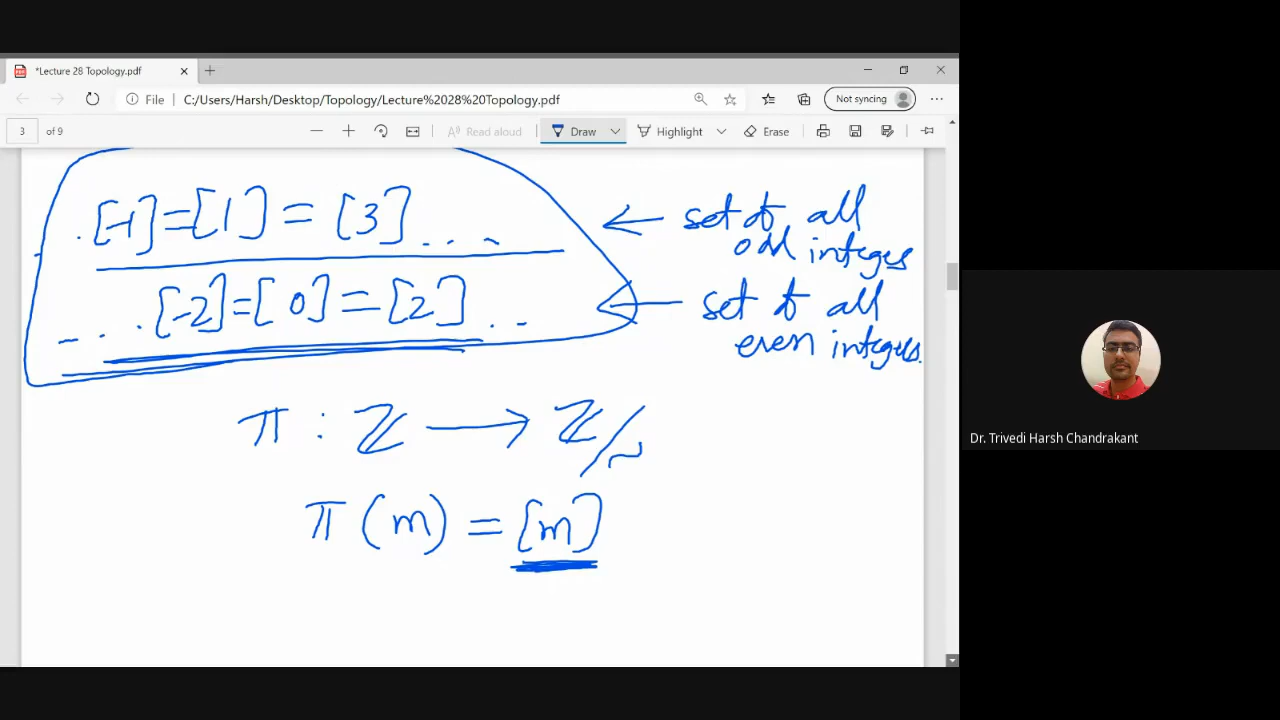 *Lecture 28 Topology.pdf
File | C:/Users/Harsh/Desktop/Topology/Lecture%2028%20Topology.pdf
Not syncing
3 of 9
Read aloud
Draw
Highlight
Erase
. [-1] = [1] = [3] . . . ← set of all
odd integes
. . . [-2] = [0] = [2] . . . ← set of all
even integes.
π : ℤ → ℤ/~
π (m) = [m]
Dr. Trivedi Harsh Chandrakant